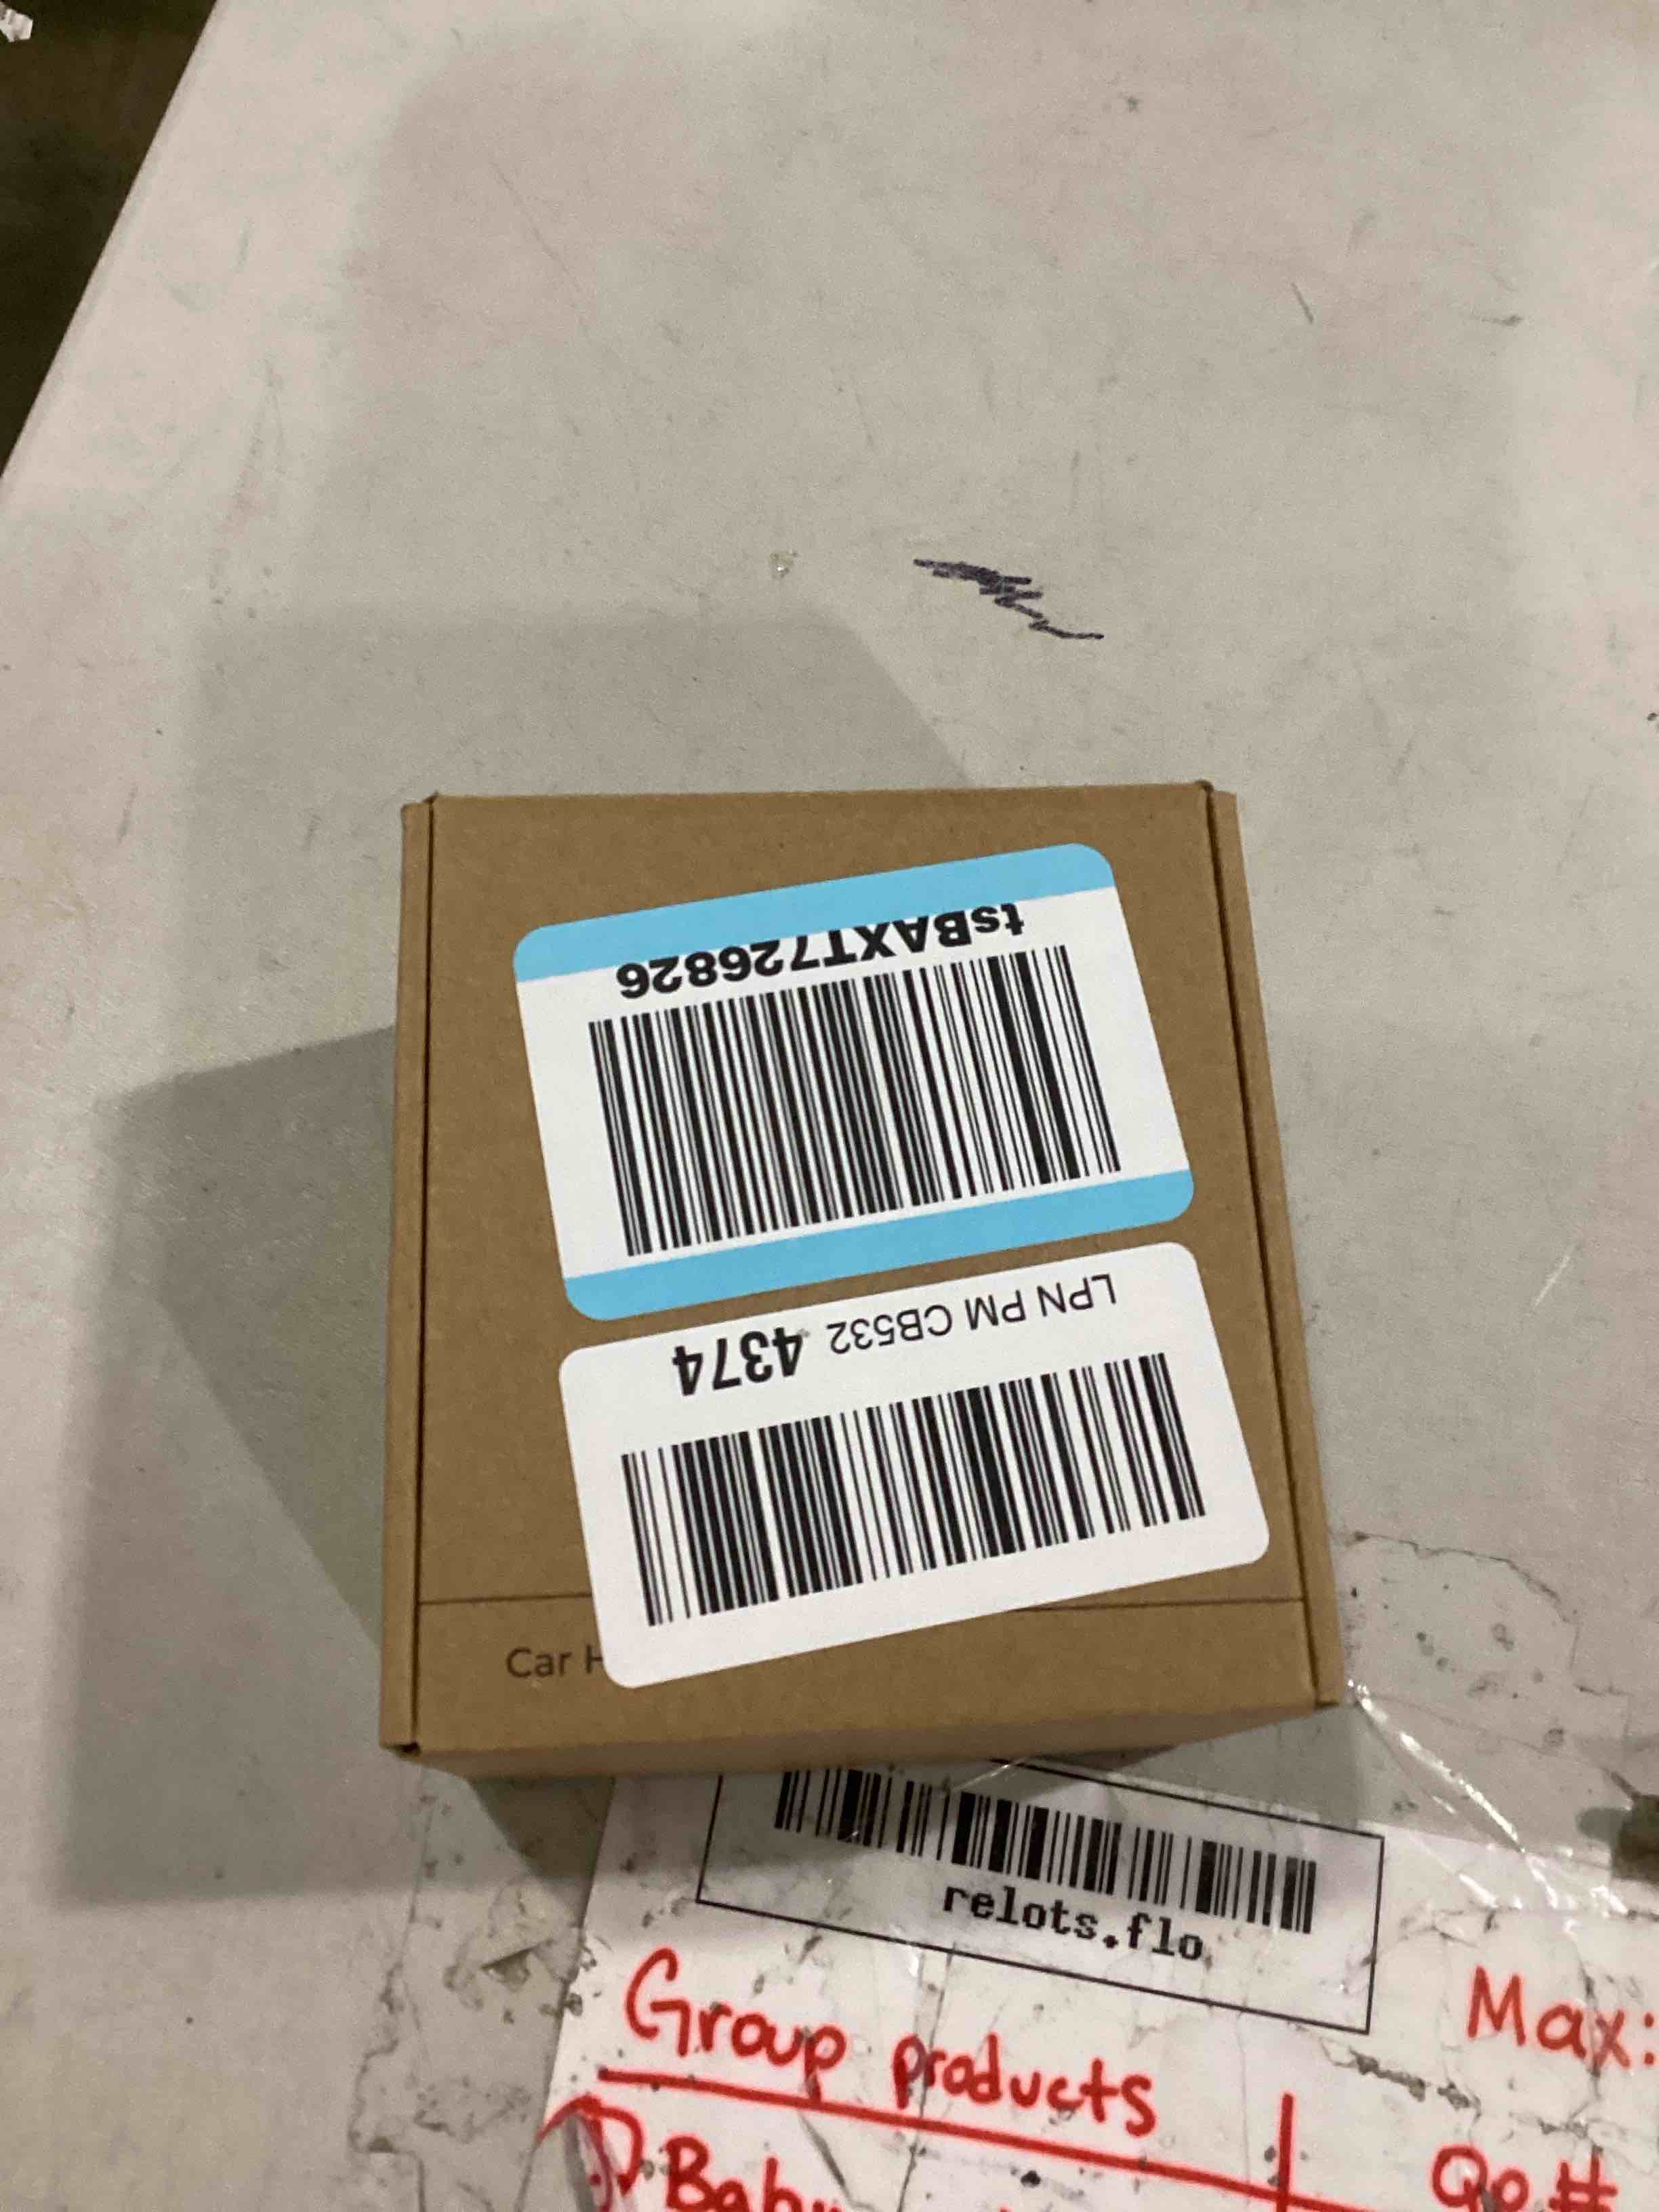 tsBAXT726826
LPN PM CB532 4374
Car
relots.flo
Group products
Max: